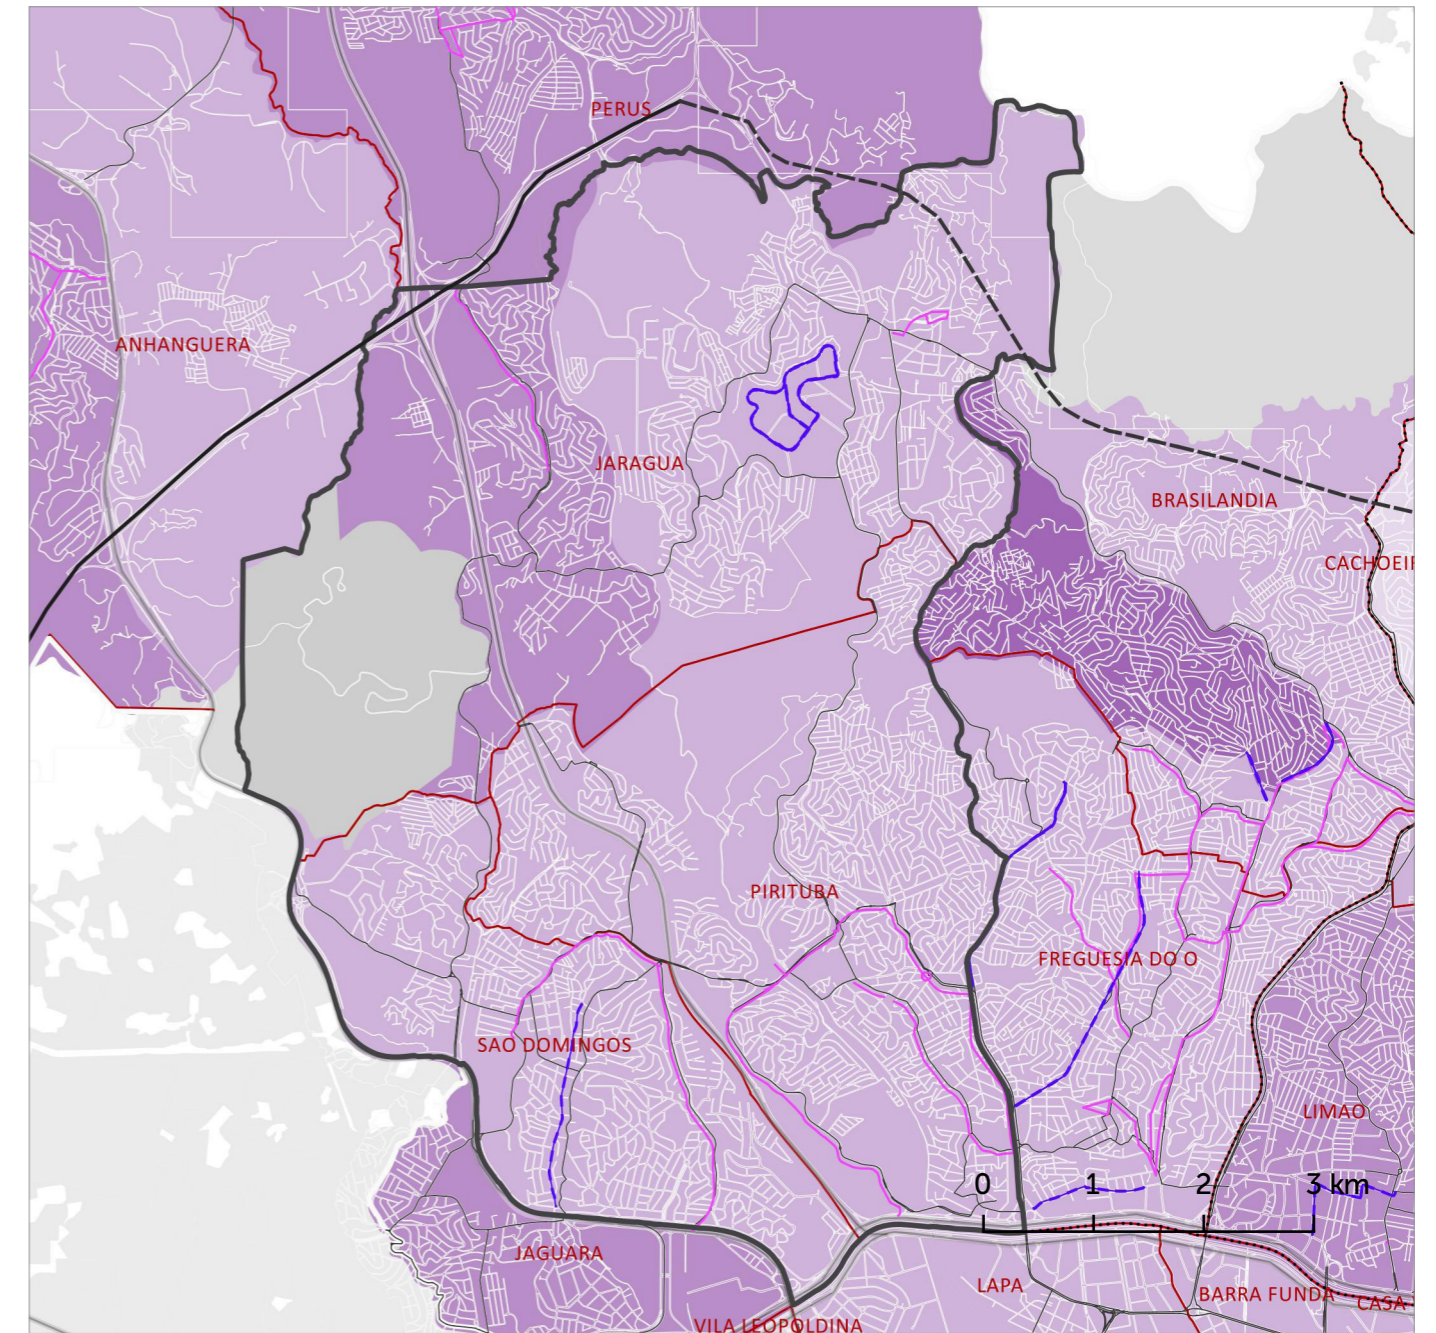 PERUS
ANHANGUERA
JARAGUA
BRASILANDIA
CACHOEIR
PIRITUBA
FREGUESIA DO O
SAO DOMINGOS
LIMAO
0 1 2 3 km
JAGUARA
LAPA
BARRA FUNDA
CASA
VILA LEOPOLDINA